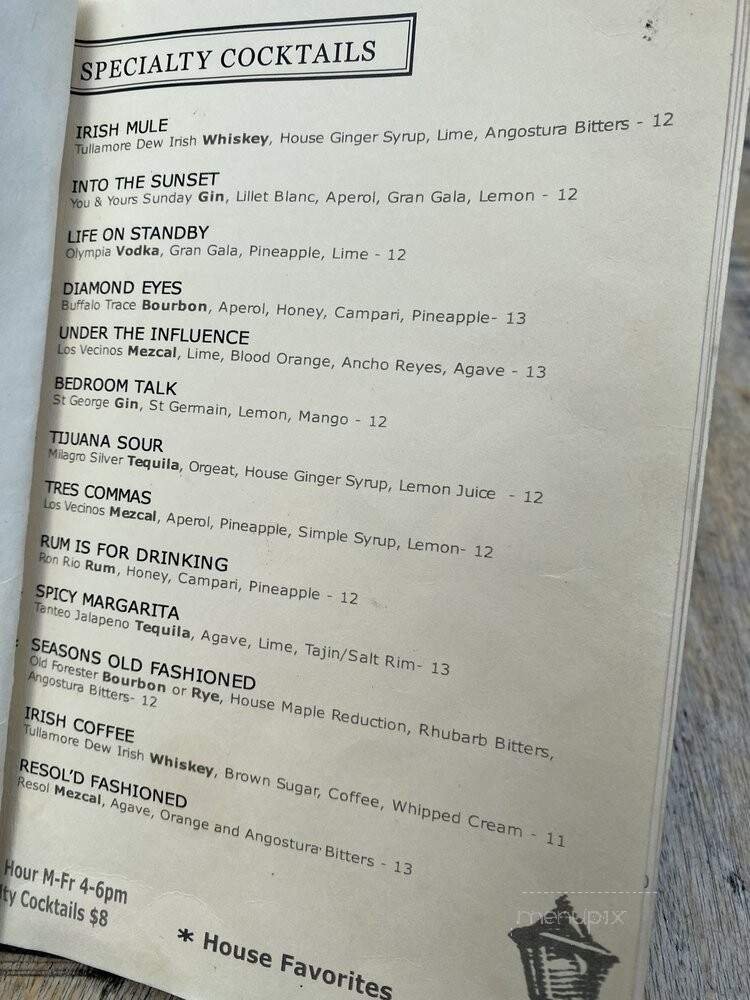 SPECIALTY COCKTAILS
IRISH MULE
Tullamore Dew Irish Whiskey, House Ginger Syrup, Lime, Angostura Bitters - 12
INTO THE SUNSET
You & Yours Sunday Gin, Lillet Blanc, Aperol, Gran Gala, Lemon - 12
LIFE ON STANDBY
Olympia Vodka, Gran Gala, Pineapple, Lime - 12
DIAMOND EYES
Buffalo Trace Bourbon, Aperol, Honey, Campari, Pineapple- 13
UNDER THE INFLUENCE
Los Vecinos Mezcal, Lime, Blood Orange, Ancho Reyes, Agave - 13
BEDROOM TALK
St George Gin, St Germain, Lemon, Mango - 12
TIJUANA SOUR
Milagro Silver Tequila, Orgeat, House Ginger Syrup, Lemon Juice - 12
TRES COMMAS
Los Vecinos Mezcal, Aperol, Pineapple, Simple Syrup, Lemon- 12
RUM IS FOR DRINKING
Ron Rio Rum, Honey, Campari, Pineapple - 12
SPICY MARGARITA
Tanteo Jalapeno Tequila, Agave, Lime, Tajin/Salt Rim- 13
SEASONS OLD FASHIONED
Old Forester Bourbon or Rye, House Maple Reduction, Rhubarb Bitters,
Angostura Bitters- 12
IRISH COFFEE
Tullamore Dew Irish Whiskey, Brown Sugar, Coffee, Whipped Cream - 11
RESOL'D FASHIONED
Resol Mezcal, Agave, Orange and Angostura Bitters - 13
Hour M-Fr 4-6pm
lty Cocktails $8
* House Favorites
menupix